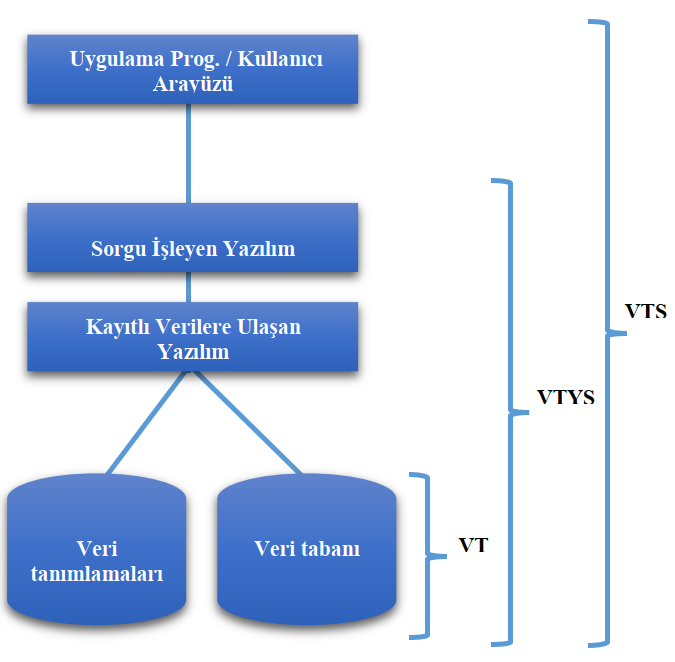 Uygulama Prog. / Kullanıcı
Arayüzü
Sorgu İşleyen Yazılım
Kayıtlı Verilere Ulaşan
Yazılım
VTS
VTYS
VT
Veri
tanımlamaları
Veri tabanı